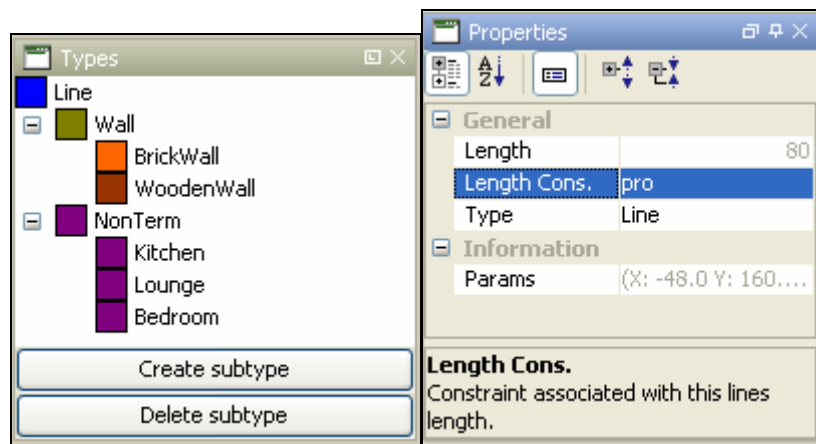 Types
Line
Wall
BrickWall
WoodenWall
NonTerm
Kitchen
Lounge
Bedroom
Create subtype
Delete subtype
Properties
A
Z
General
Length 80
Length Cons. pro
Type Line
Information
Params (X: -48.0 Y: 160....
Length Cons.
Constraint associated with this lines
length.